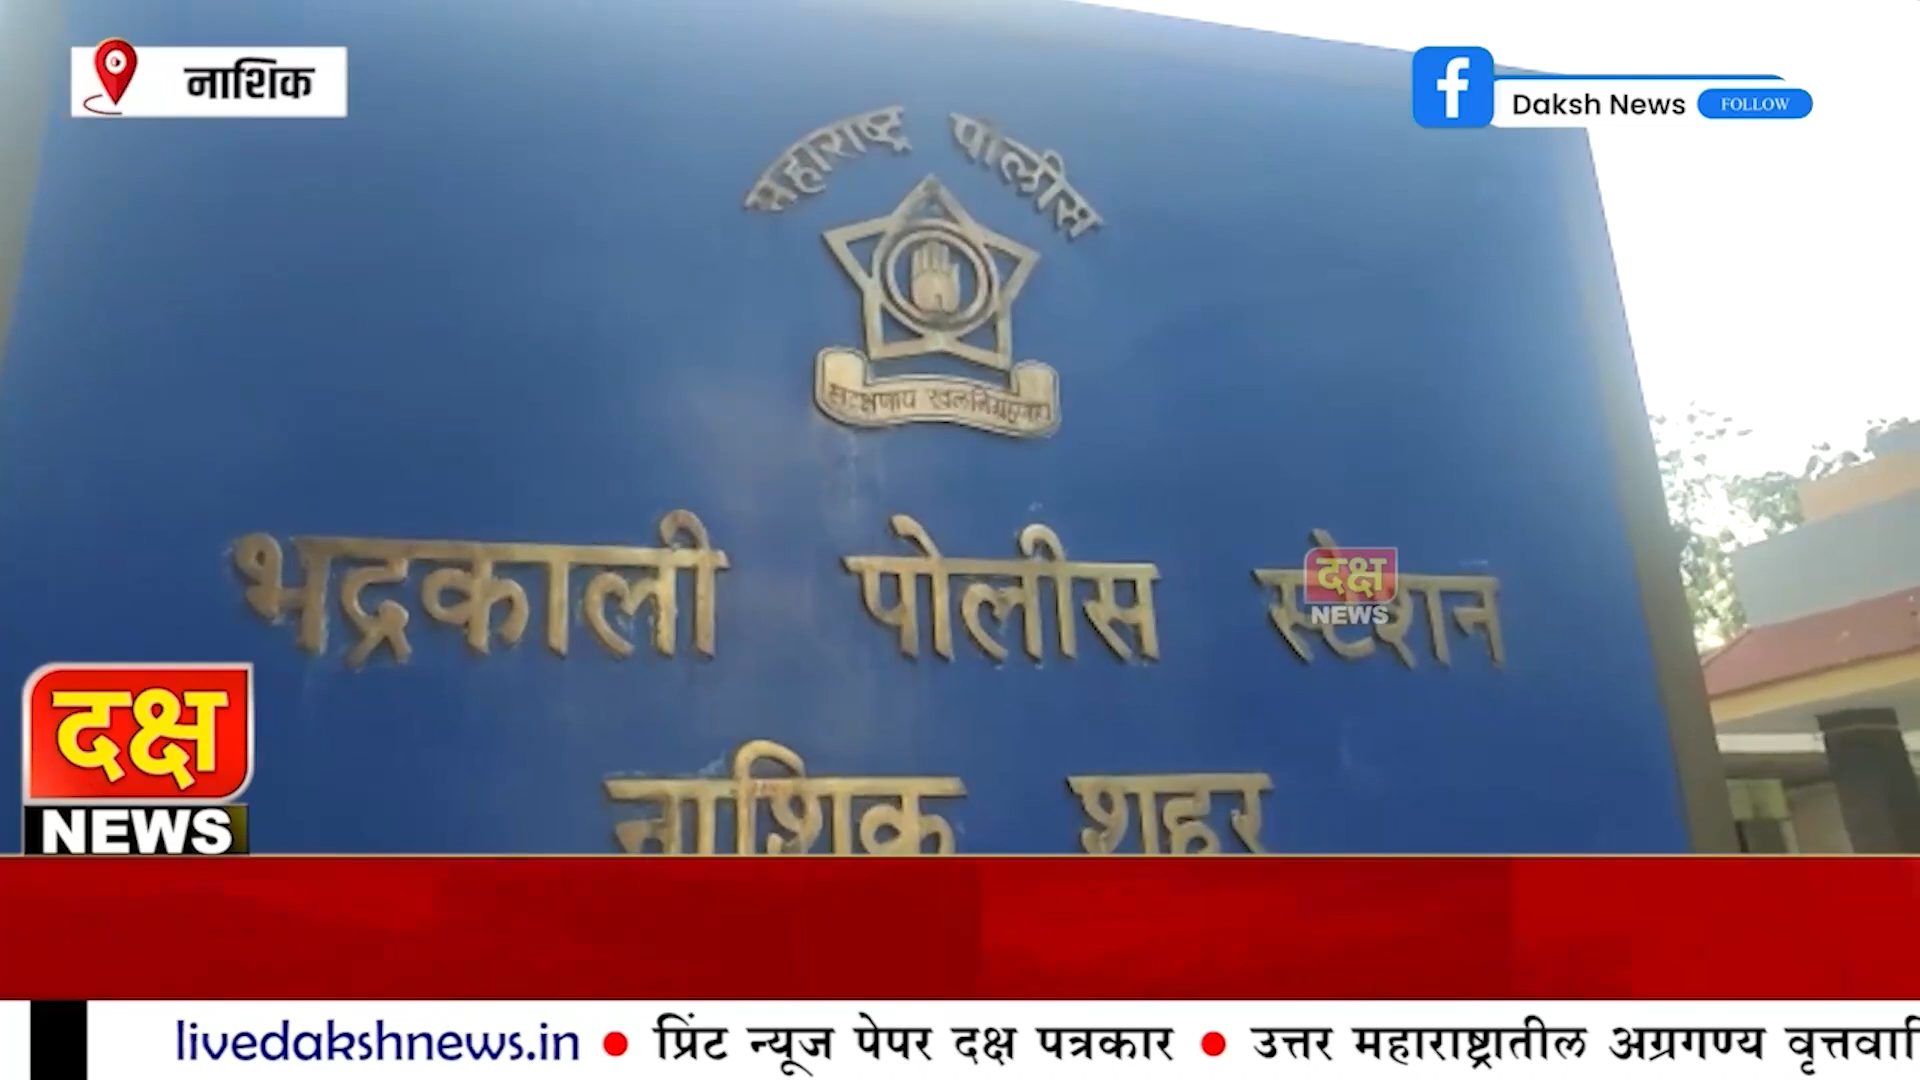 नाशिक
Daksh News FOLLOW
महाराष्ट्र पोलीस
भद्रकाली पोलीस स्टेशन
दक्ष
NEWS
नाशिक शहर
दक्ष
NEWS
livedakshnews.in ● प्रिंट न्यूज पेपर दक्ष पत्रकार ● उत्तर महाराष्ट्रातील अग्रगण्य